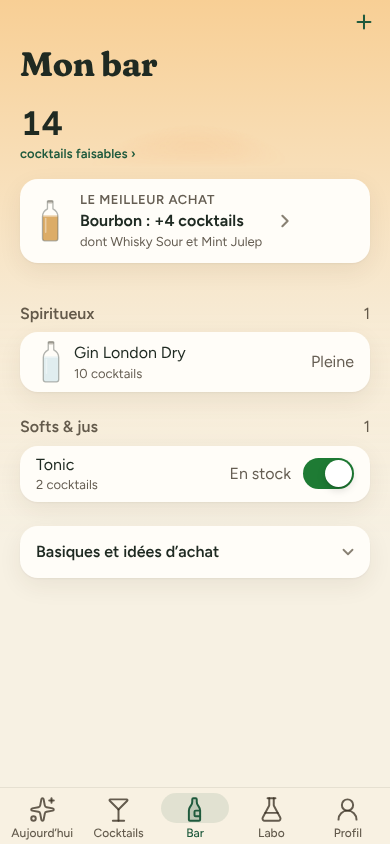 Mon bar
14
cocktails faisables ›
LE MEILLEUR ACHAT
Bourbon : +4 cocktails
dont Whisky Sour et Mint Julep
Spiritueux 1
Gin London Dry
10 cocktails
Pleine
Softs & jus 1
Tonic
2 cocktails
En stock
Basiques et idées d’achat
Aujourd’hui Cocktails Bar Labo Profil